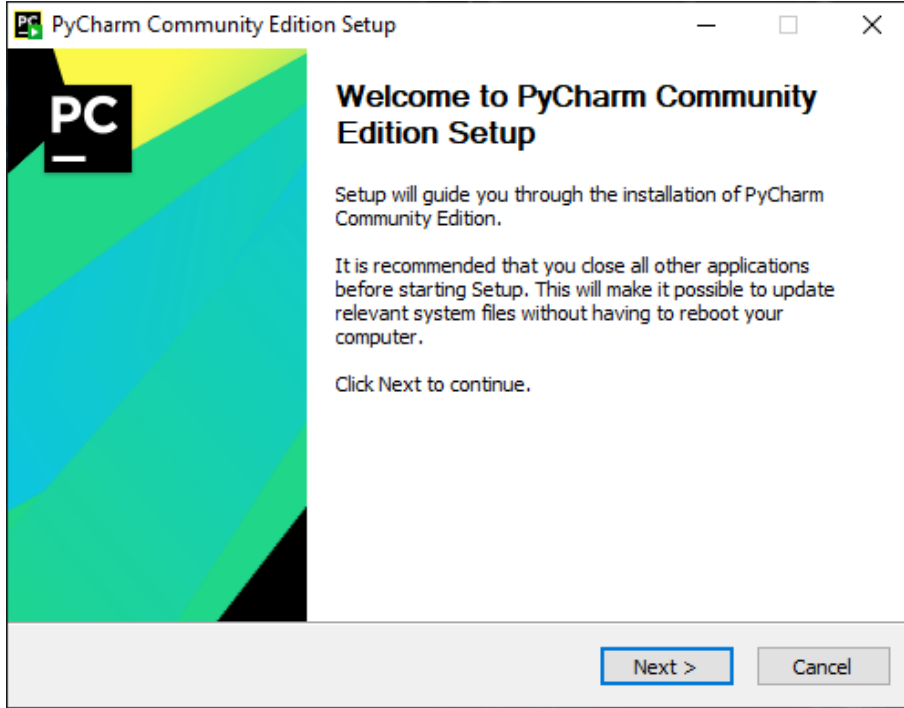 PyCharm Community Edition Setup
PC
Welcome to PyCharm Community
Edition Setup
Setup will guide you through the installation of PyCharm
Community Edition.
It is recommended that you close all other applications
before starting Setup. This will make it possible to update
relevant system files without having to reboot your
computer.
Click Next to continue.
Next >
Cancel